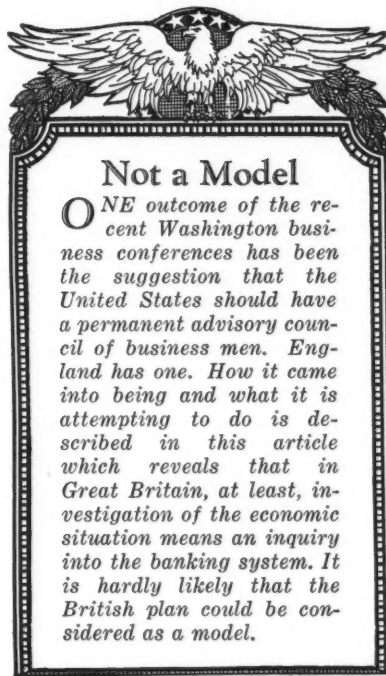 Not a Model
ONE outcome of the re-
cent Washington busi-
ness conferences has been
the suggestion that the
United States should have
a permanent advisory coun-
cil of business men. Eng-
land has one. How it came
into being and what it is
attempting to do is de-
scribed in this article
which reveals that in
Great Britain, at least, in-
vestigation of the economic
situation means an inquiry
into the banking system. It
is hardly likely that the
British plan could be con-
sidered as a model.